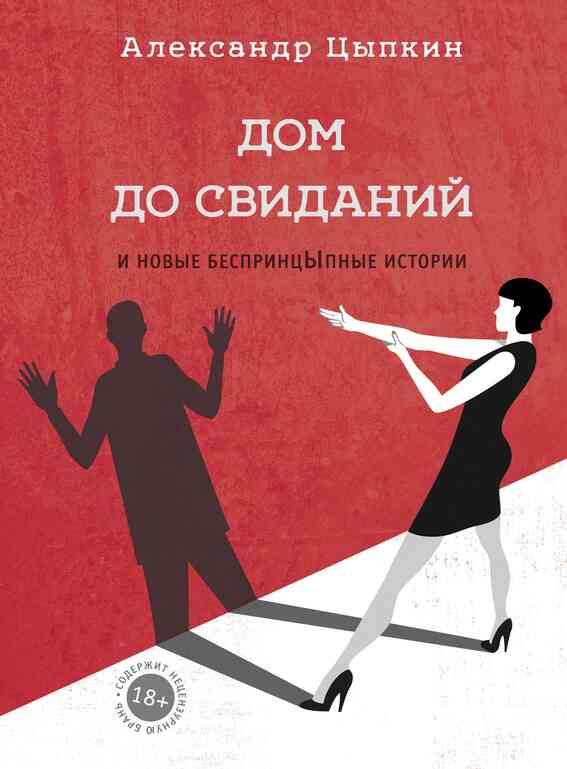 Александр Цыпкин
ДОМ
ДО СВИДАНИЙ
И НОВЫЕ БЕСПРИНЦЫПНЫЕ ИСТОРИИ
• СОДЕРЖИТ НЕЦЕНЗУРНУЮ БРАНЬ
18+